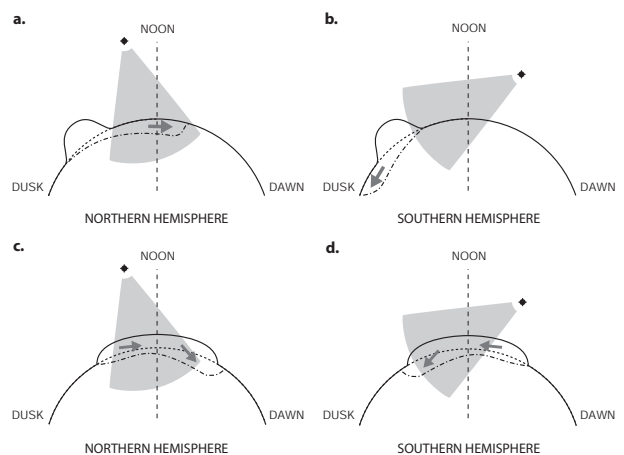 a.
NOON
DUSK
DAWN
NORTHERN HEMISPHERE
b.
NOON
DUSK
DAWN
SOUTHERN HEMISPHERE
c.
NOON
DUSK
DAWN
NORTHERN HEMISPHERE
d.
NOON
DUSK
DAWN
SOUTHERN HEMISPHERE